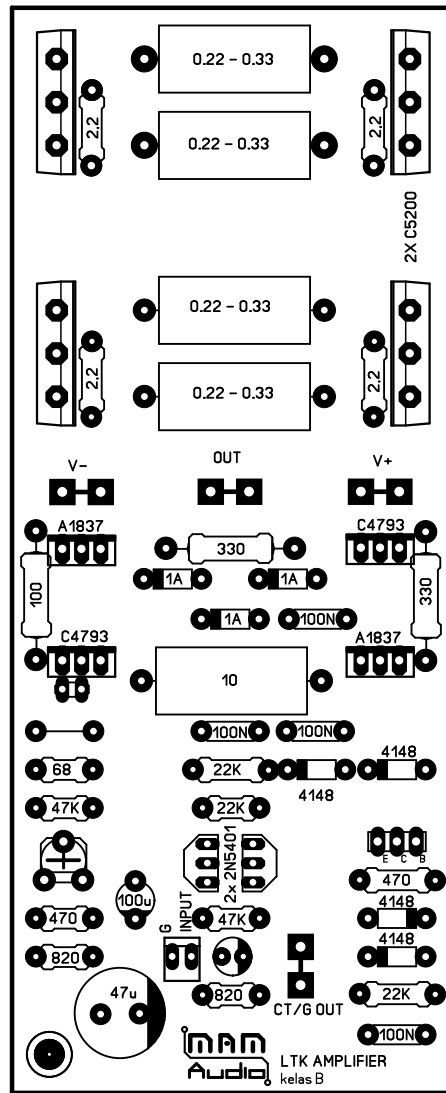 0.22 – 0.33
2.2
2.2
0.22 – 0.33
2X C5200
0.22 – 0.33
2.2
2.2
0.22 – 0.33
V-
OUT
V+
A1837
C4793
330
100
1A
1A
330
1A
100N
C4793
A1837
10
100N
100N
68
22K
4148
4148
47K
22K
2x 2N5401
E C B
470
100u
INPUT
G
470
47K
4148
4148
820
820
47u
CT/G OUT
22K
100N
MAM
Audio
LTK AMPLIFIER
kelas B